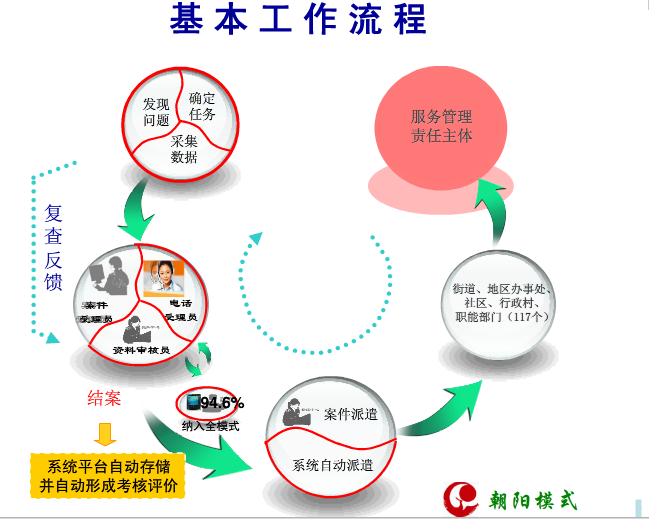 基本工作流程
发现
问题
确定
任务
采集
数据
服务管理
责任主体
复
查
反
馈
案件
受理员
电话
受理员
资料审核员
街道、地区办事处、
社区、行政村、
职能部门（117个）
结案
94.6%
纳入全模式
案件派遣
系统自动派遣
系统平台自动存储
并自动形成考核评价
朝阳模式